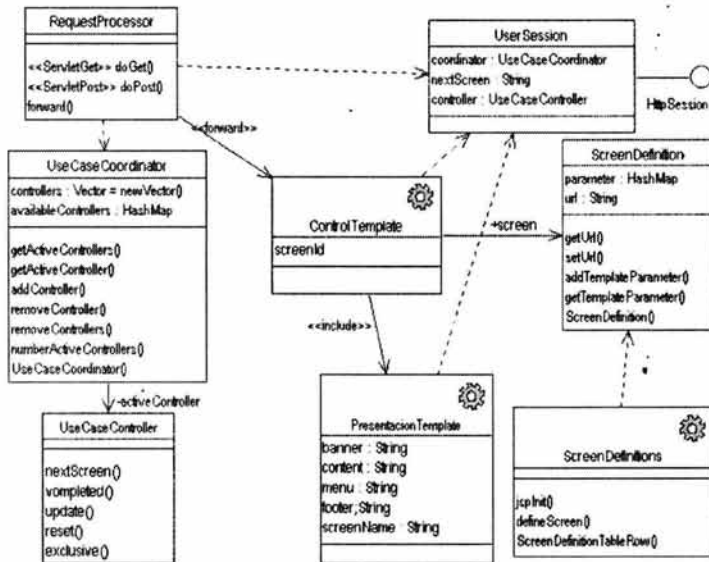 RequestProcessor
<<ServletGet>> doGet()
<<ServletPost>> doPost()
forward()
UserSession
coordinator : UseCaseCoordinator
nextScreen : String
controller : UseCaseController
HttpSession
<<forward>>
UseCaseCoordinator
controllers : Vector = newVector()
availableControllers : HashMap
getActiveControllers()
getActiveController()
addController()
removeController()
removeControllers()
numberActiveControllers()
UseCaseCoordinator()
ControlTemplate
screenId
+screen
ScreenDefinition
parameter : HashMap
url : String
getUrl()
setUrl()
addTemplateParameter()
getTemplateParameter()
ScreenDefinition()
<<include>>
-activeController
UseCaseController
nextScreen()
vompleted()
update()
reset()
exclusive()
PresentacionTemplate
banner : String
content : String
menu : String
footer;String
screenName : String
ScreenDefinitions
jspInit()
defineScreen()
ScreenDefinitionTableRow()